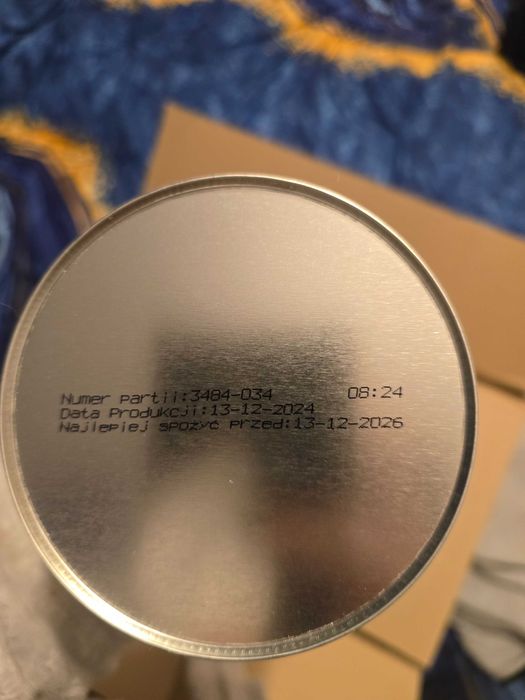 Numer partii:3484-034 08:24
Data Produkcji:13-12-2024
Najlepiej spożyć przed:13-12-2026